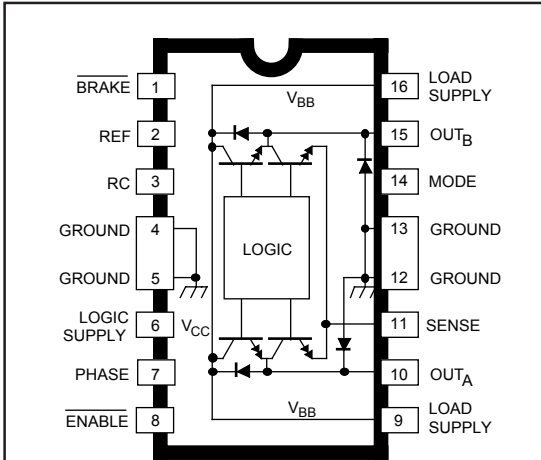 BRAKE 1
REF 2
RC 3
GROUND 4
GROUND 5
LOGIC
SUPPLY 6
PHASE 7
ENABLE 8
V_BB
LOGIC
V_CC
V_BB
16 LOAD
SUPPLY
15 OUT_B
14 MODE
13 GROUND
12 GROUND
11 SENSE
10 OUT_A
9 LOAD
SUPPLY